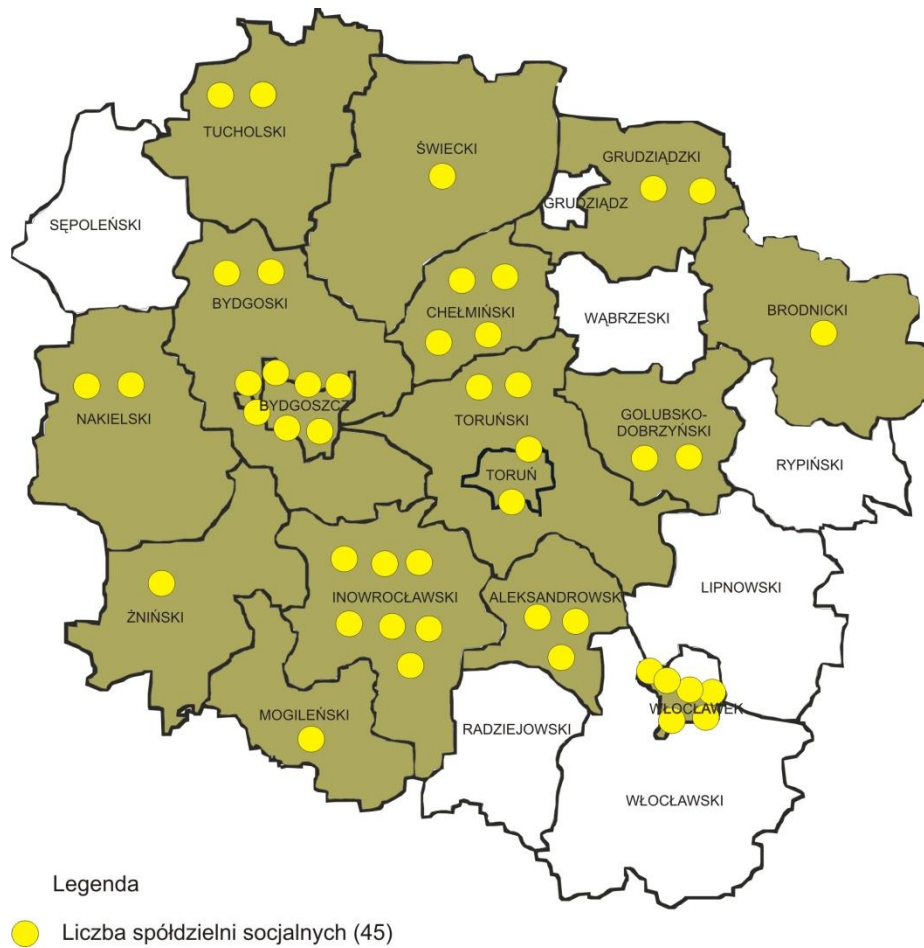 TUCHOLSKI
ŚWIECKI
GRUDZIĄDZKI
GRUDZIĄDZ
SĘPOLEŃSKI
BYDGOSKI
CHEŁMIŃSKI
WĄBRZESKI
BRODNICKI
NAKIELSKI
BYDGOSZCZ
TORUŃSKI
GOLUBSKO-
DOBRZYŃSKI
RYPIŃSKI
TORUŃ
ŻNIŃSKI
INOWROCŁAWSKI
ALEKSANDROWSK
LIPNOWSKI
MOGILEŃSKI
RADZIEJOWSKI
WŁOCŁAWEK
WŁOCŁAWSKI
Legenda
Liczba spółdzielni socjalnych (45)